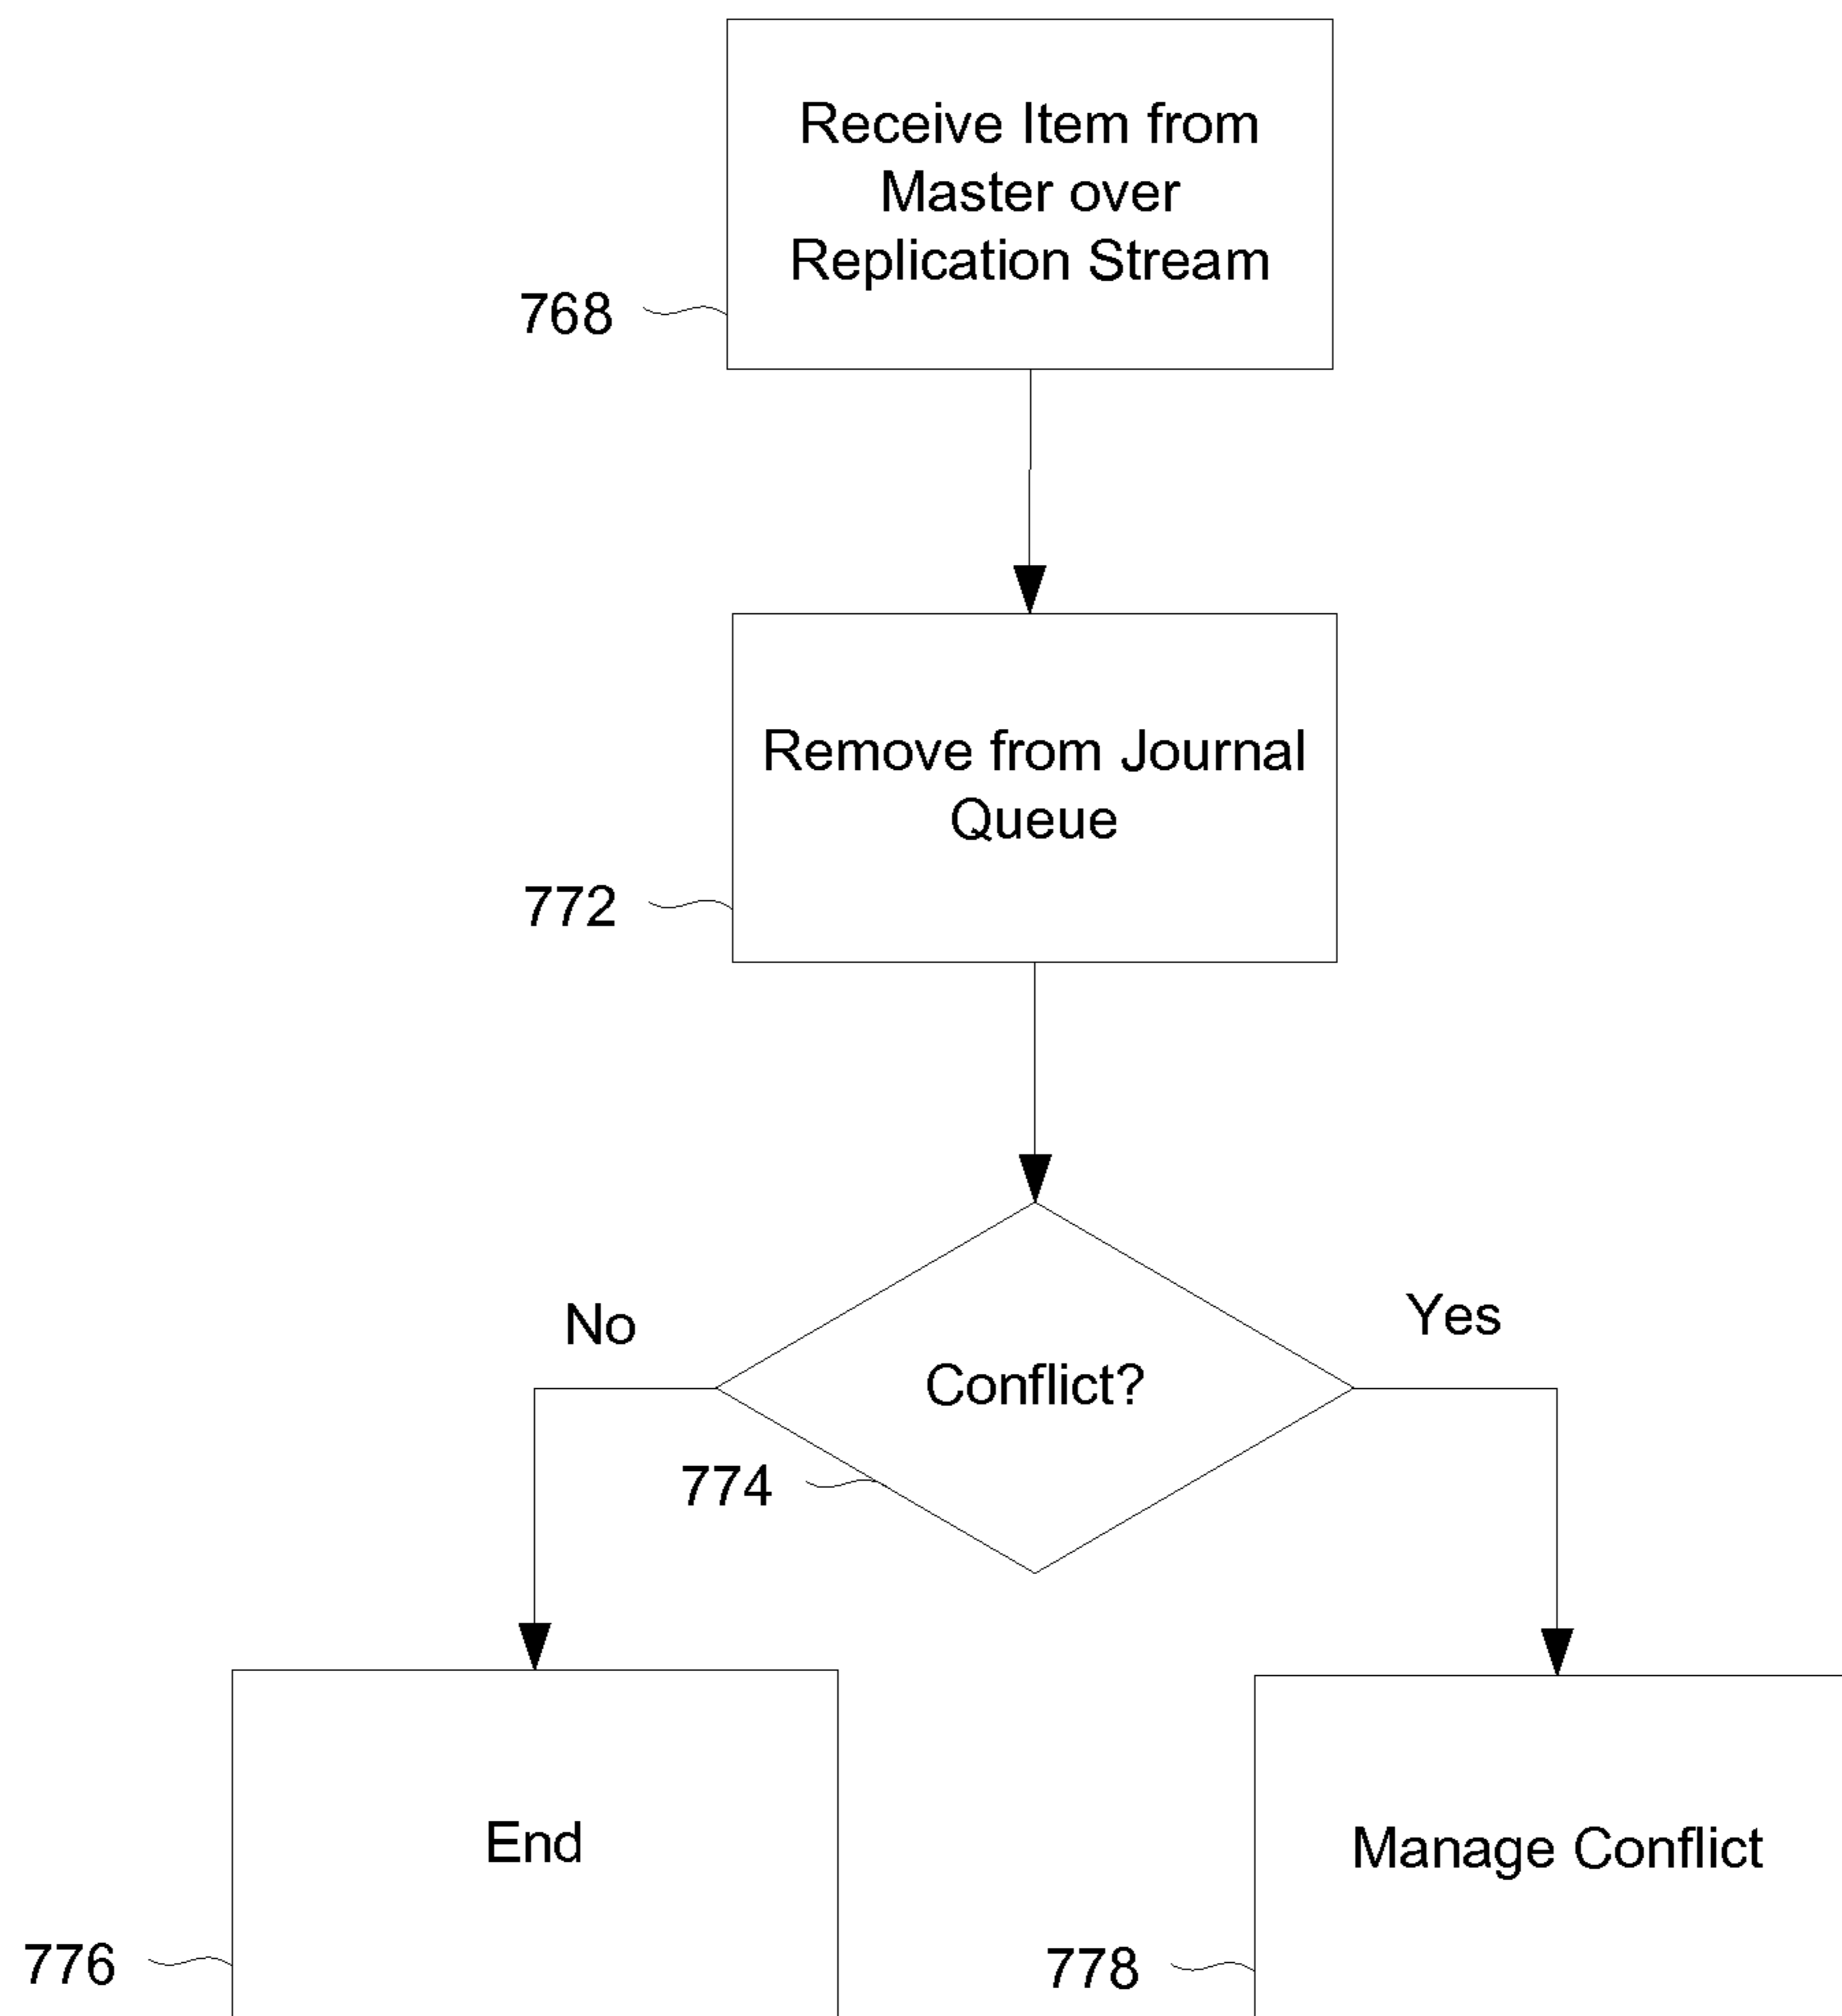 Receive Item from
Master over
Replication Stream
768
Remove from Journal
Queue
772
No
Yes
Conflict?
774
End
Manage Conflict
776
778